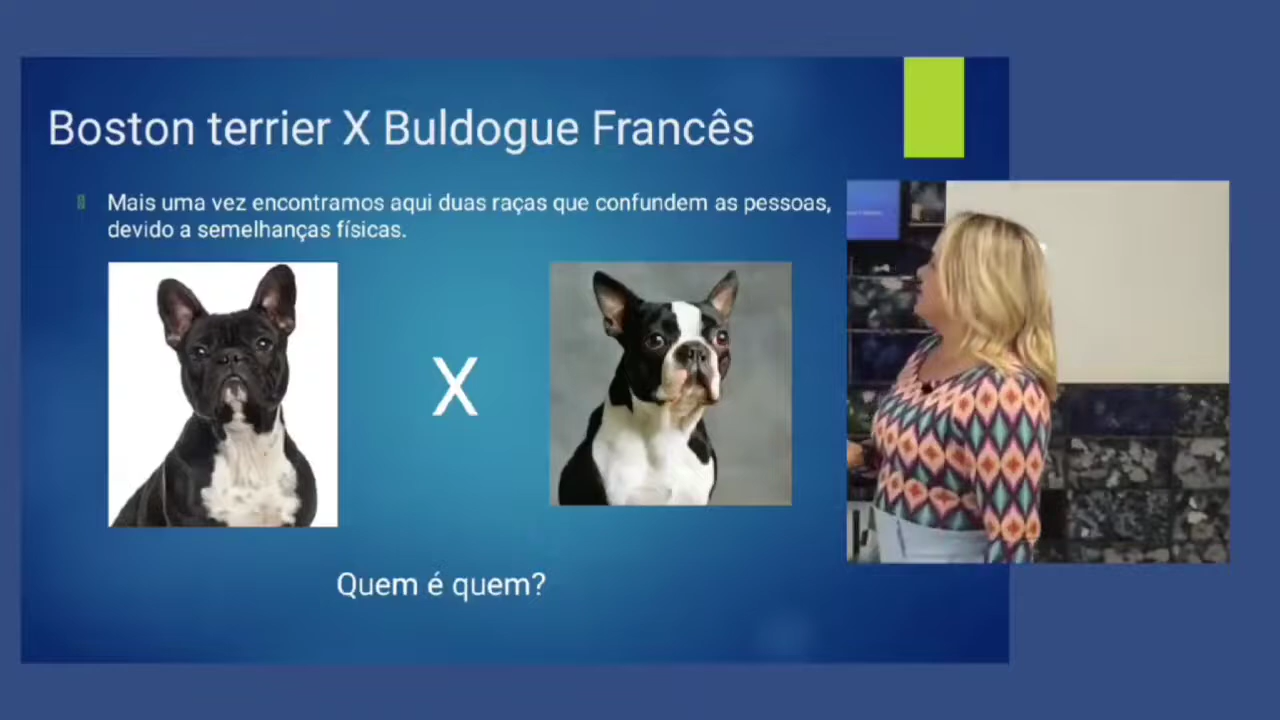 Boston terrier X Buldogue Francês
Mais uma vez encontramos aqui duas raças que confundem as pessoas,
devido a semelhanças físicas.
X
Quem é quem?